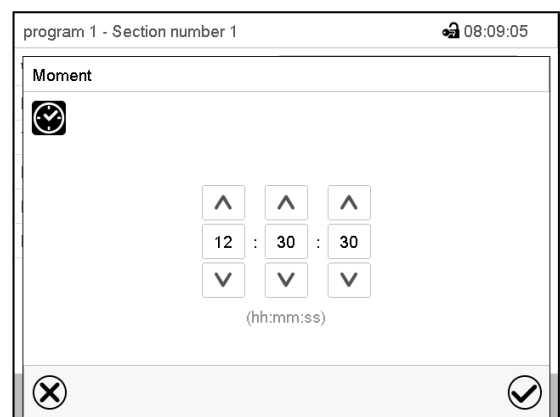 program 1 - Section number 1 08:09:05
Moment
12 : 30 : 30
(hh:mm:ss)